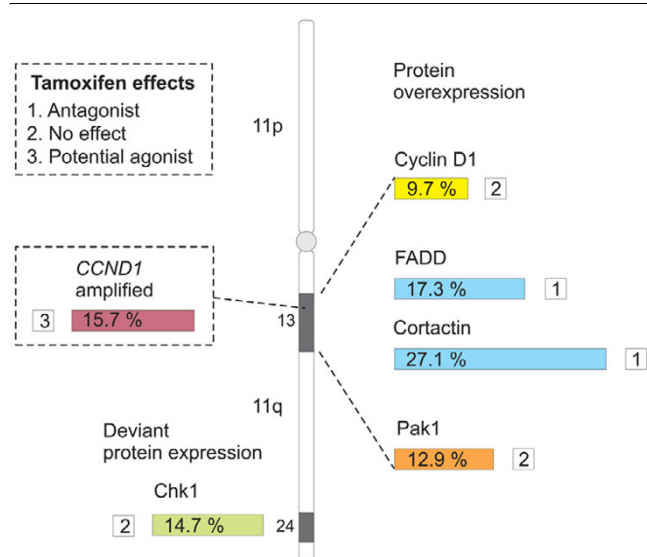 Tamoxifen effects
1. Antagonist
2. No effect
3. Potential agonist
11p
Protein
overexpression
Cyclin D1
9.7 % 2
CCND1
amplified
3 15.7 %
13
FADD
17.3 % 1
Cortactin
27.1 % 1
11q
Pak1
12.9 % 2
Deviant
protein expression
Chk1
2 14.7 % 24